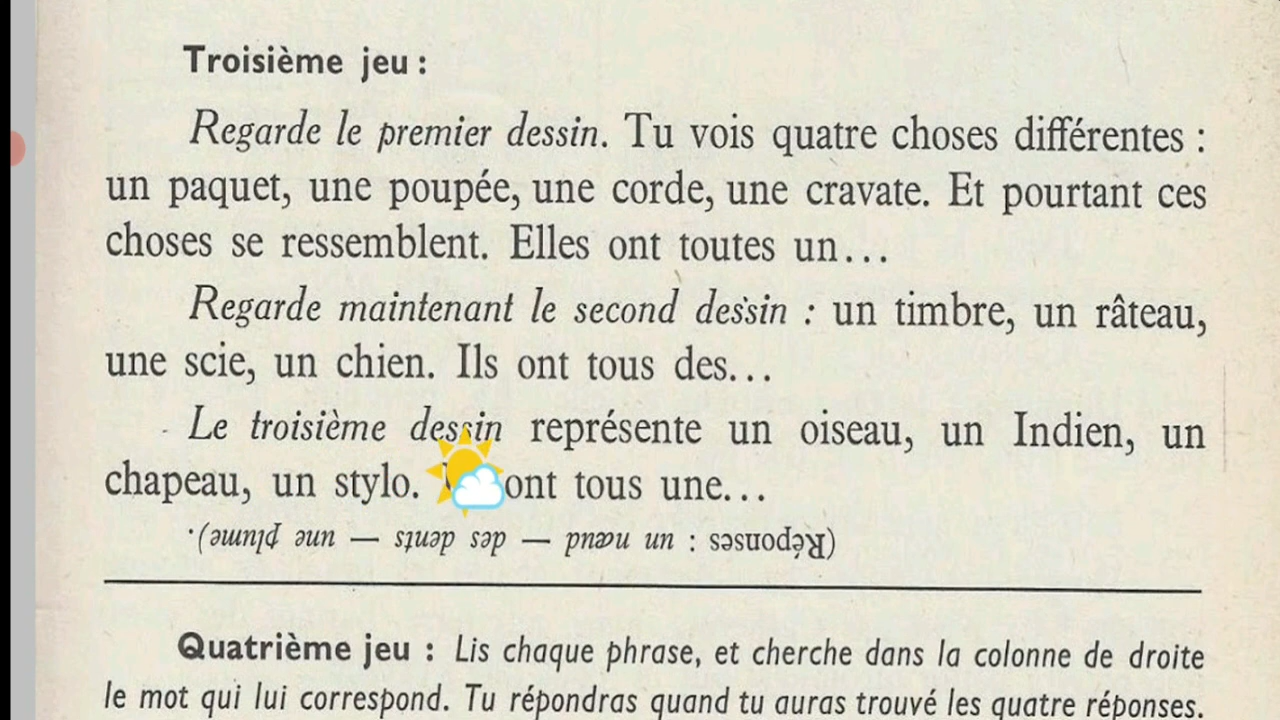 Troisième jeu :
Regarde le premier dessin. Tu vois quatre choses différentes :
un paquet, une poupée, une corde, une cravate. Et pourtant ces
choses se ressemblent. Elles ont toutes un...
Regarde maintenant le second dessin : un timbre, un râteau,
une scie, un chien. Ils ont tous des...
Le troisième dessin représente un oiseau, un Indien, un
chapeau, un stylo. ont tous une...
(Réponses : un nœud — des dents — une plume).
Quatrième jeu : Lis chaque phrase, et cherche dans la colonne de droite
le mot qui lui correspond. Tu répondras quand tu auras trouvé les quatre réponses.